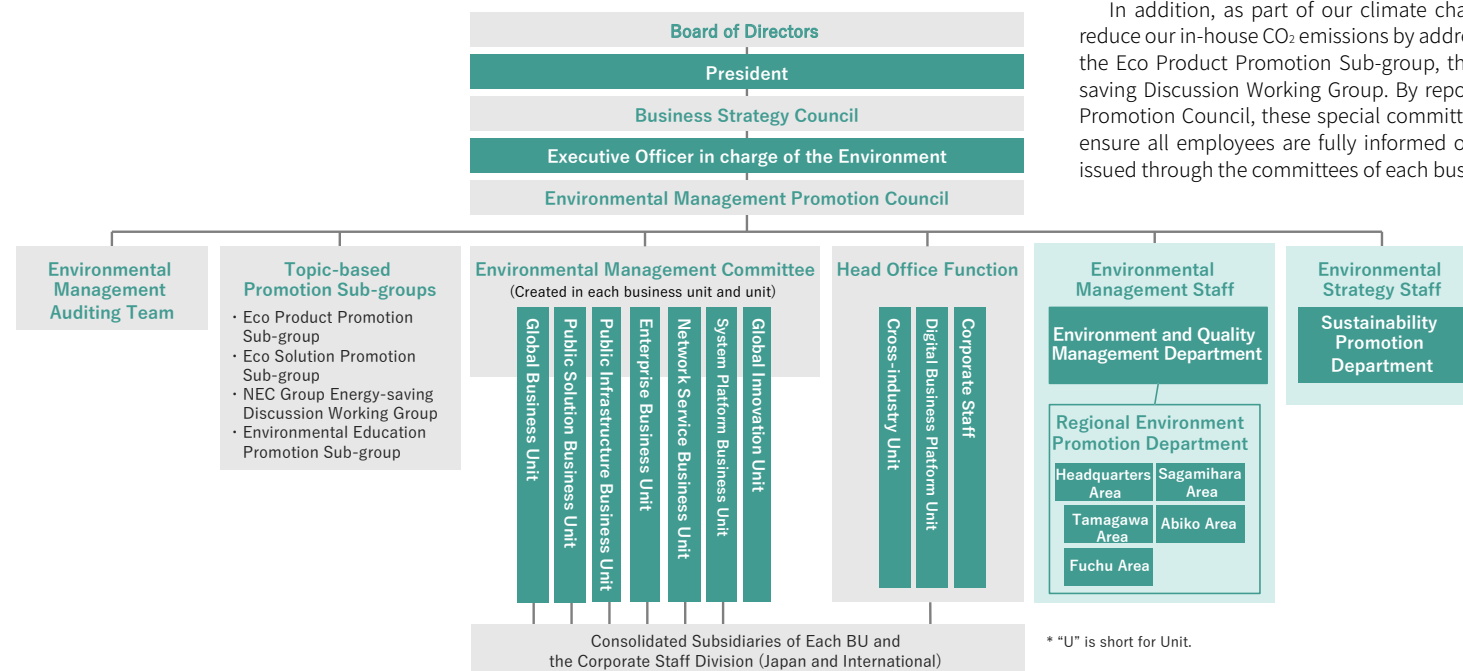 In addition, as part of our climate cha
reduce our in-house CO₂ emissions by addre
the Eco Product Promotion Sub-group, th
saving Discussion Working Group. By repo
Promotion Council, these special committ
ensure all employees are fully informed o
issued through the committees of each bus
Board of Directors
President
Business Strategy Council
Executive Officer in charge of the Environment
Environmental Management Promotion Council
Environmental
Management
Auditing Team
Topic-based
Promotion Sub-groups
・Eco Product Promotion
Sub-group
・Eco Solution Promotion
Sub-group
・NEC Group Energy-saving
Discussion Working Group
・Environmental Education
Promotion Sub-group
Environmental Management Committee
(Created in each business unit and unit)
Global Business Unit
Public Solution Business Unit
Public Infrastructure Business Unit
Enterprise Business Unit
Network Service Business Unit
System Platform Business Unit
Global Innovation Unit
Head Office Function
Cross-industry Unit
Digital Business Platform Unit
Corporate Staff
Environmental
Management Staff
Environment and Quality
Management Department
Regional Environment
Promotion Department
Headquarters
Area
Sagamihara
Area
Tamagawa
Area
Abiko Area
Fuchu Area
Environmental
Strategy Staff
Sustainability
Promotion
Department
Consolidated Subsidiaries of Each BU and
the Corporate Staff Division (Japan and International)
* “U” is short for Unit.